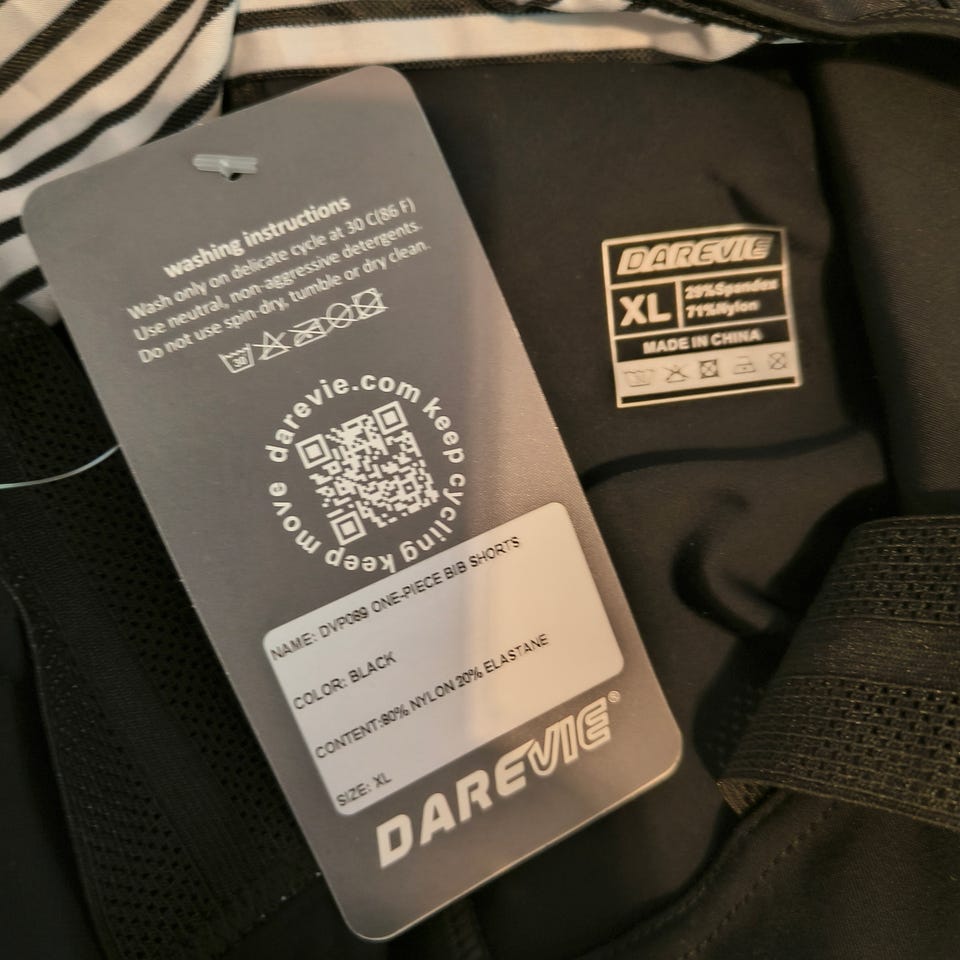 washing instructions
Wash only on delicate cycle at 30 C(86 F)
Use neutral, non-aggressive detergents.
Do not use spin-dry, tumble or dry clean.
30
darevie.com keep cycling keep move
NAME: DVP089 ONE-PIECE BIB SHORTS
COLOR: BLACK
CONTENT:80% NYLON 20% ELASTANE
SIZE: XL
DAREVIE®
DAREVIE
XL
29%Spandex
71%Nylon
MADE IN CHINA